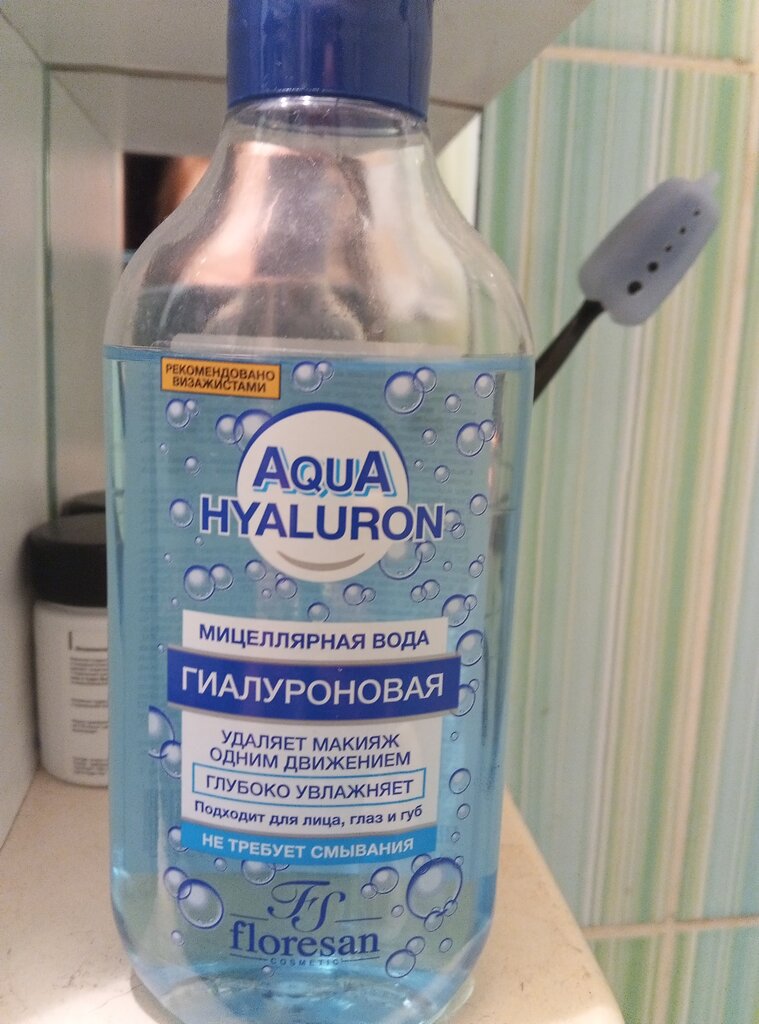 РЕКОМЕНДОВАНО
ВИЗАЖИСТАМИ
AQUA
HYALURON
МИЦЕЛЛЯРНАЯ ВОДА
ГИАЛУРОНОВАЯ
УДАЛЯЕТ МАКИЯЖ
ОДНИМ ДВИЖЕНИЕМ
ГЛУБОКО УВЛАЖНЯЕТ
Подходит для лица, глаз и губ
НЕ ТРЕБУЕТ СМЫВАНИЯ
FS
floresan
COSMETIC